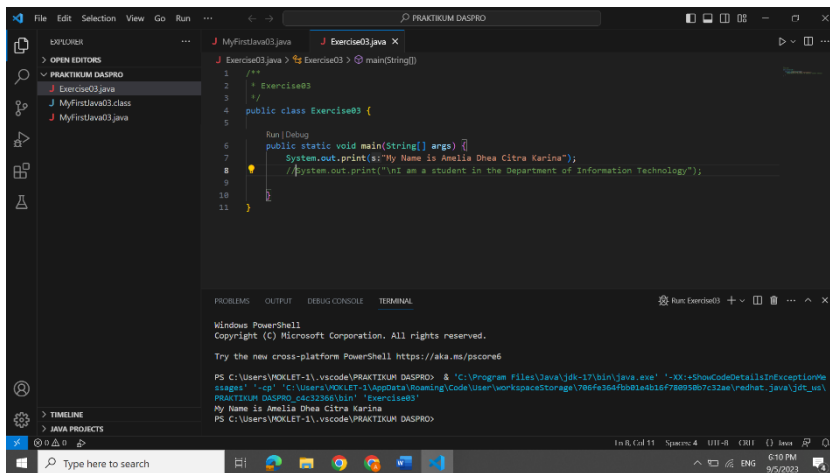 File Edit Selection View Go Run ... PRAKTIKUM DASPRO
EXPLORER ...
> OPEN EDITORS
PRAKTIKUM DASPRO
J Exercise03.java
J MyFirstJava03.class
J MyFirstJava03.java
> TIMELINE
> JAVA PROJECTS
J MyFirstJava03.java J Exercise03.java ×
J Exercise03.java > Exercise03 > main(String[])
1 /**
2 * Exercise03
3 */
4 public class Exercise03 {
5
Run | Debug
6 public static void main(String[] args) {
7 System.out.print(s:"My Name is Amelia Dhea Citra Karina");
8 //System.out.print("\nI am a student in the Department of Information Technology");
9
10 }
11 }
PROBLEMS OUTPUT DEBUG CONSOLE TERMINAL Run: Exercise03
Windows PowerShell
Copyright (C) Microsoft Corporation. All rights reserved.
Try the new cross-platform PowerShell https://aka.ms/pscore6
PS C:\Users\MOKLET-1\.vscode\PRAKTIKUM DASPRO> & 'C:\Program Files\Java\jdk-17\bin\java.exe' '-XX:+ShowCodeDetailsInExceptionMe
ssages' '-cp' 'C:\Users\MOKLET-1\AppData\Roaming\Code\User\workspaceStorage\706fe364fbb01e4b16f780950b7c32ae\redhat.java\jdt_ws\
PRAKTIKUM DASPRO_c4c32366\bin' 'Exercise03'
My Name is Amelia Dhea Citra Karina
PS C:\Users\MOKLET-1\.vscode\PRAKTIKUM DASPRO>
0 0 Ln 8, Col 11 Spaces: 4 UTF-8 CRLF {} Java
Type here to search ENG 6:10 PM
9/5/2023